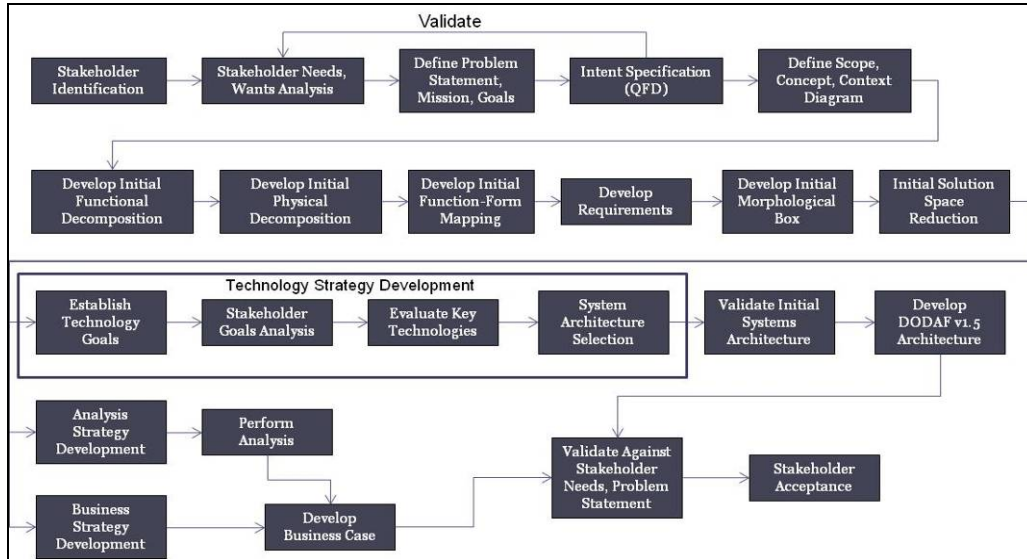 Validate
Stakeholder
Identification
Stakeholder Needs,
Wants Analysis
Define Problem
Statement,
Mission, Goals
Intent Specification
(QFD)
Define Scope,
Concept, Context
Diagram
Develop Initial
Functional
Decomposition
Develop Initial
Physical
Decomposition
Develop Initial
Function-Form
Mapping
Develop
Requirements
Develop Initial
Morphological
Box
Initial Solution
Space
Reduction
Technology Strategy Development
Establish
Technology
Goals
Stakeholder
Goals Analysis
Evaluate Key
Technologies
System
Architecture
Selection
Validate Initial
Systems
Architecture
Develop
DODAF v1.5
Architecture
Analysis
Strategy
Development
Perform
Analysis
Validate Against
Stakeholder
Needs, Problem
Statement
Stakeholder
Acceptance
Business
Strategy
Development
Develop
Business Case